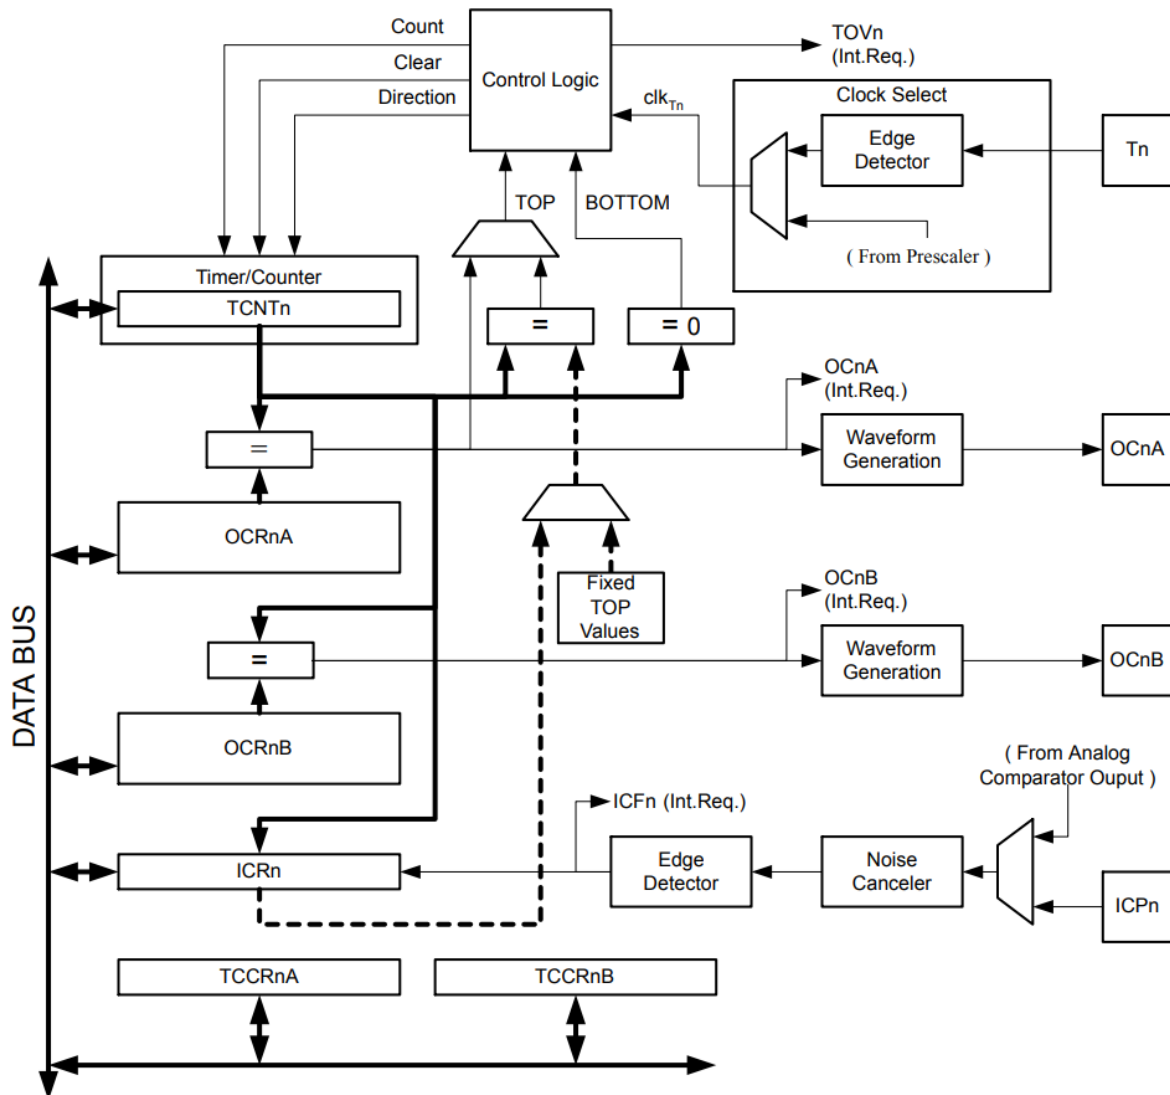 Count
Clear
Direction
Control Logic
TOVn
(Int.Req.)
clkTn
Clock Select
Edge
Detector
Tn
( From Prescaler )
TOP
BOTTOM
Timer/Counter
TCNTn
=
= 0
OCnA
(Int.Req.)
=
Waveform
Generation
OCnA
OCRnA
Fixed
TOP
Values
OCnB
(Int.Req.)
=
Waveform
Generation
OCnB
OCRnB
DATA BUS
( From Analog
Comparator Ouput )
ICFn (Int.Req.)
ICRn
Edge
Detector
Noise
Canceler
ICPn
TCCRnA
TCCRnB